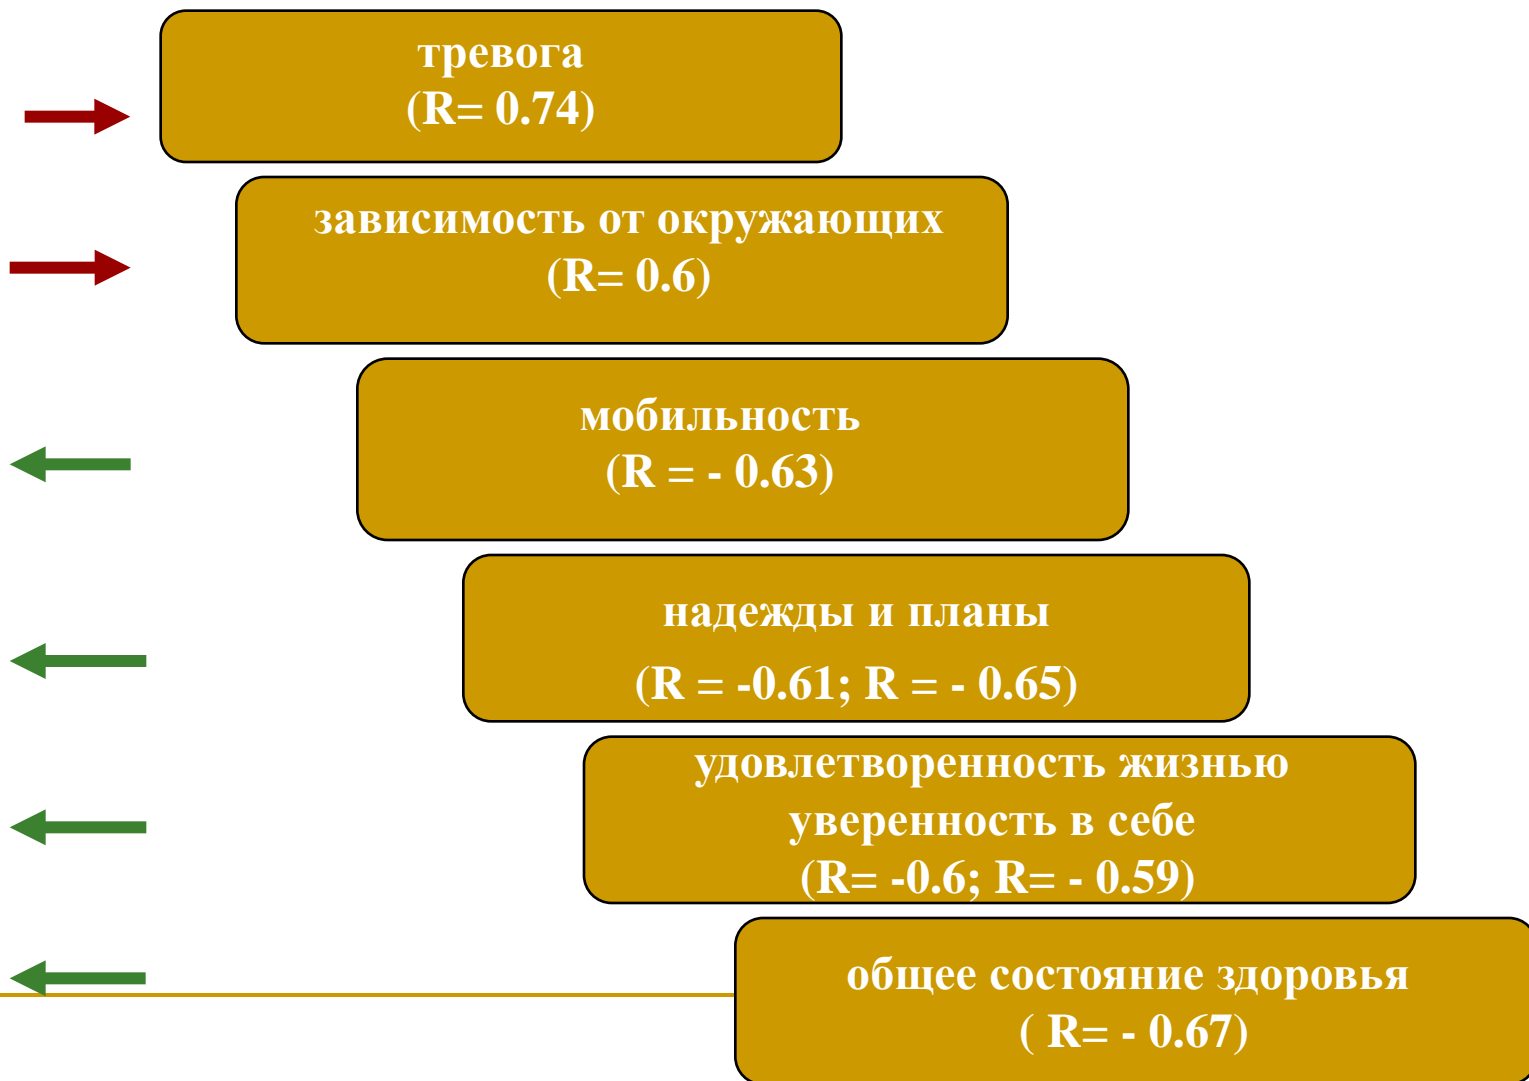 тревога
(R= 0.74)
зависимость от окружающих
(R= 0.6)
мобильность
(R = - 0.63)
надежды и планы
(R = -0.61; R = - 0.65)
удовлетворенность жизнью
уверенность в себе
(R= -0.6; R= - 0.59)
общее состояние здоровья
( R= - 0.67)